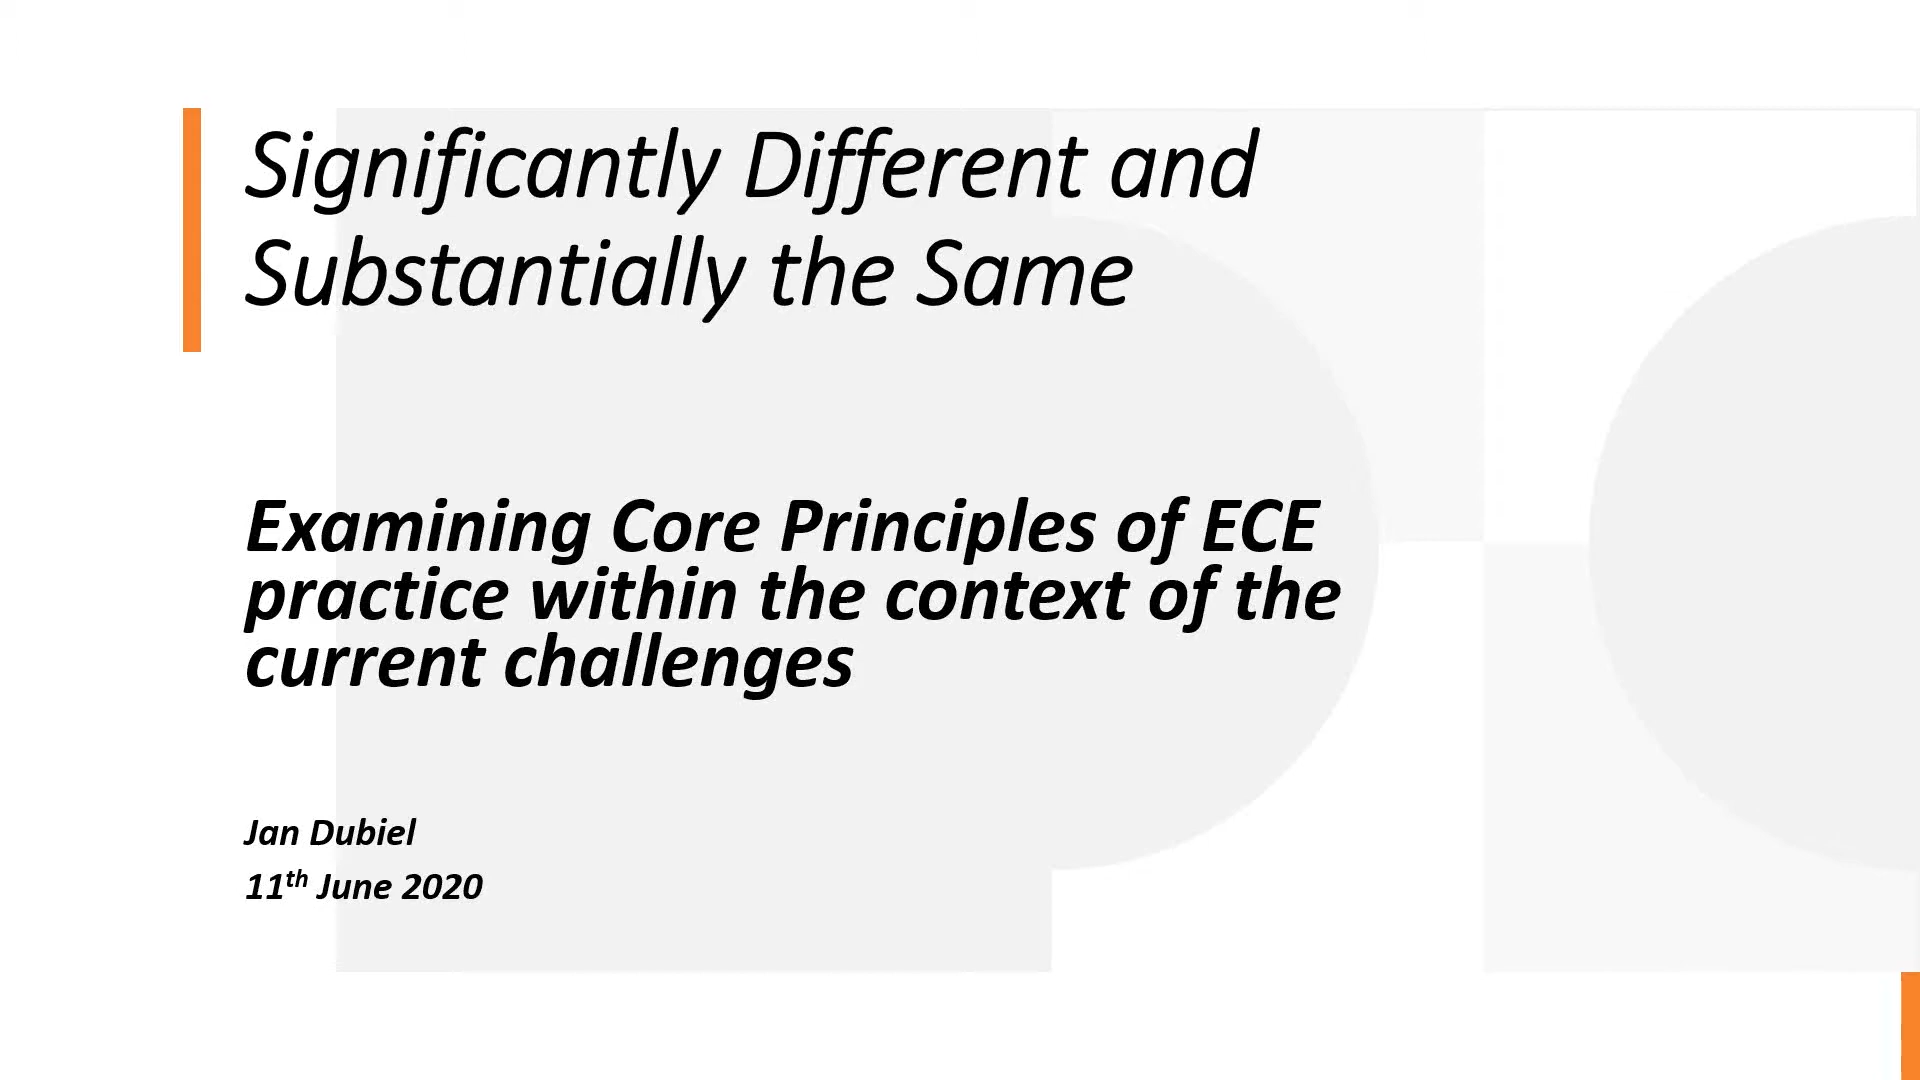 Significantly Different and
Substantially the Same
Examining Core Principles of ECE
practice within the context of the
current challenges
Jan Dubiel
11th June 2020